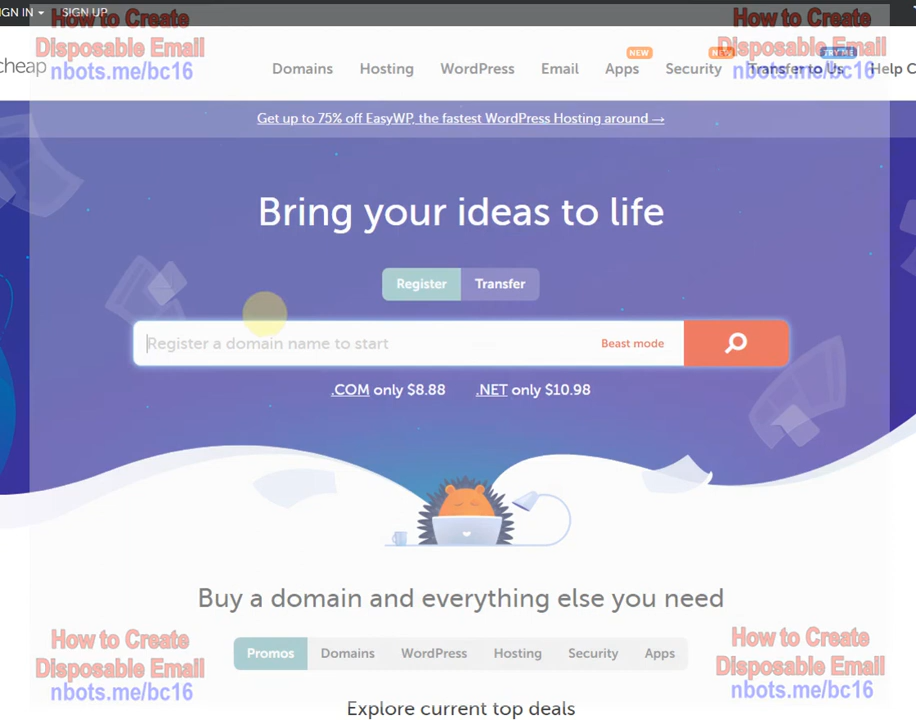 SIGN UP
How to Create
Disposable Email
nbots.me/bc16
How to Create
Disposable Email
nbots.me/bc16
cheap
Domains
Hosting
WordPress
Email
Apps
NEW
Security
NEW
Transfer to Us
TRY ME
Help C
Get up to 75% off EasyWP, the fastest WordPress Hosting around →
Bring your ideas to life
Register
Transfer
Register a domain name to start
Beast mode
.COM only $8.88
.NET only $10.98
Buy a domain and everything else you need
Promos
Domains
WordPress
Hosting
Security
Apps
How to Create
Disposable Email
nbots.me/bc16
How to Create
Disposable Email
nbots.me/bc16
Explore current top deals